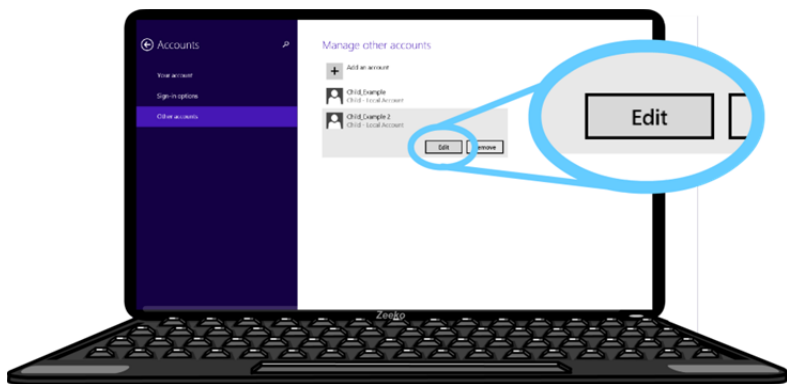 Accounts
Your account
Sign-in options
Other accounts
Manage other accounts
Add an account
Child_Example
Child - Local Account
Child_Example 2
Child - Local Account
Edit
Remove
Edit
Zeeko